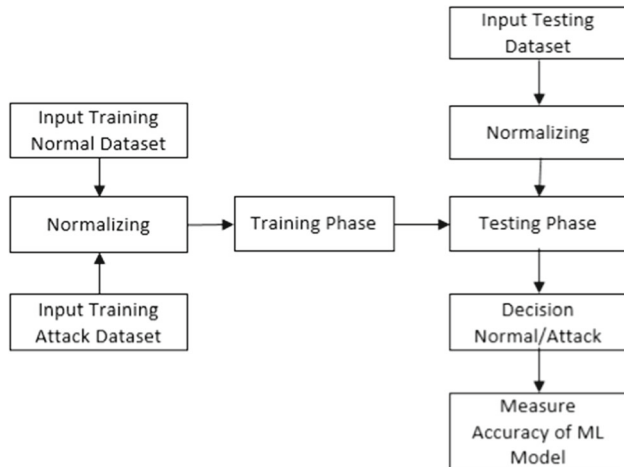 Input Testing
Dataset
Input Training
Normal Dataset
Normalizing
Normalizing
Training Phase
Testing Phase
Input Training
Attack Dataset
Decision
Normal/Attack
Measure
Accuracy of ML
Model